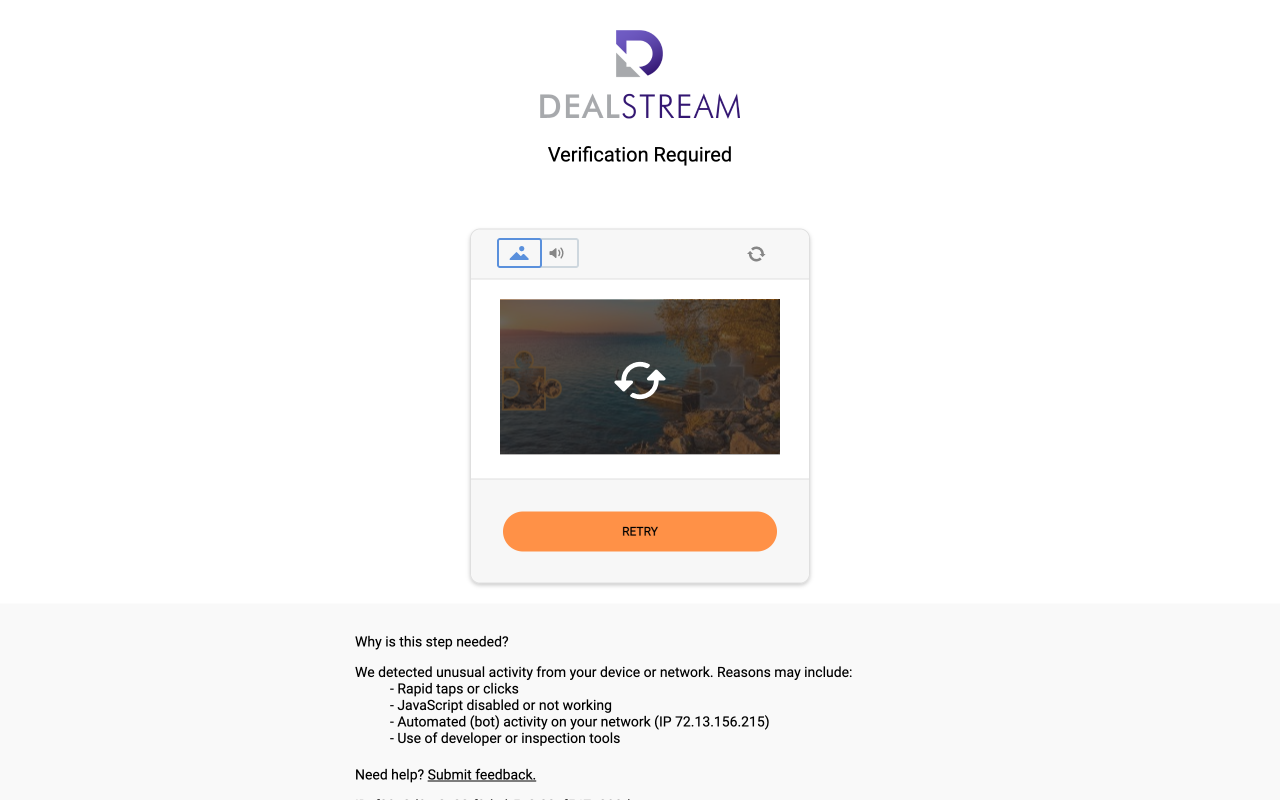 DEALSTREAM
Verification Required
RETRY
Why is this step needed?
We detected unusual activity from your device or network. Reasons may include:
- Rapid taps or clicks
- JavaScript disabled or not working
- Automated (bot) activity on your network (IP 72.13.156.215)
- Use of developer or inspection tools
Need help? Submit feedback.